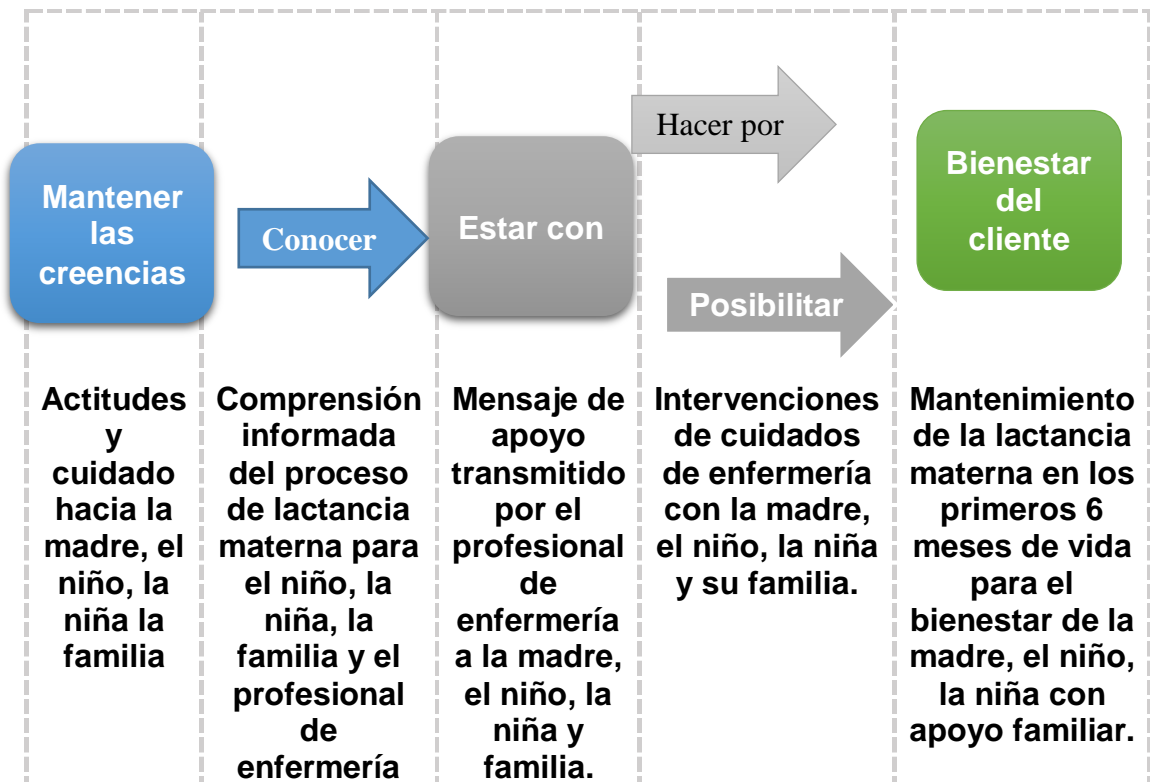 Mantener
las
creencias
Conocer
Estar con
Hacer por
Posibilitar
Bienestar
del
cliente
Actitudes
y
cuidado
hacia la
madre, el
niño, la
niña la
familia
Comprensión
informada
del proceso
de lactancia
materna para
el niño, la
niña, la
familia y el
profesional
de
enfermería
Mensaje de
apoyo
transmitido
por el
profesional
de
enfermería
a la madre,
el niño, la
niña y
familia.
Intervenciones
de cuidados
de enfermería
con la madre,
el niño, la niña
y su familia.
Mantenimiento
de la lactancia
materna en los
primeros 6
meses de vida
para el
bienestar de la
madre, el niño,
la niña con
apoyo familiar.